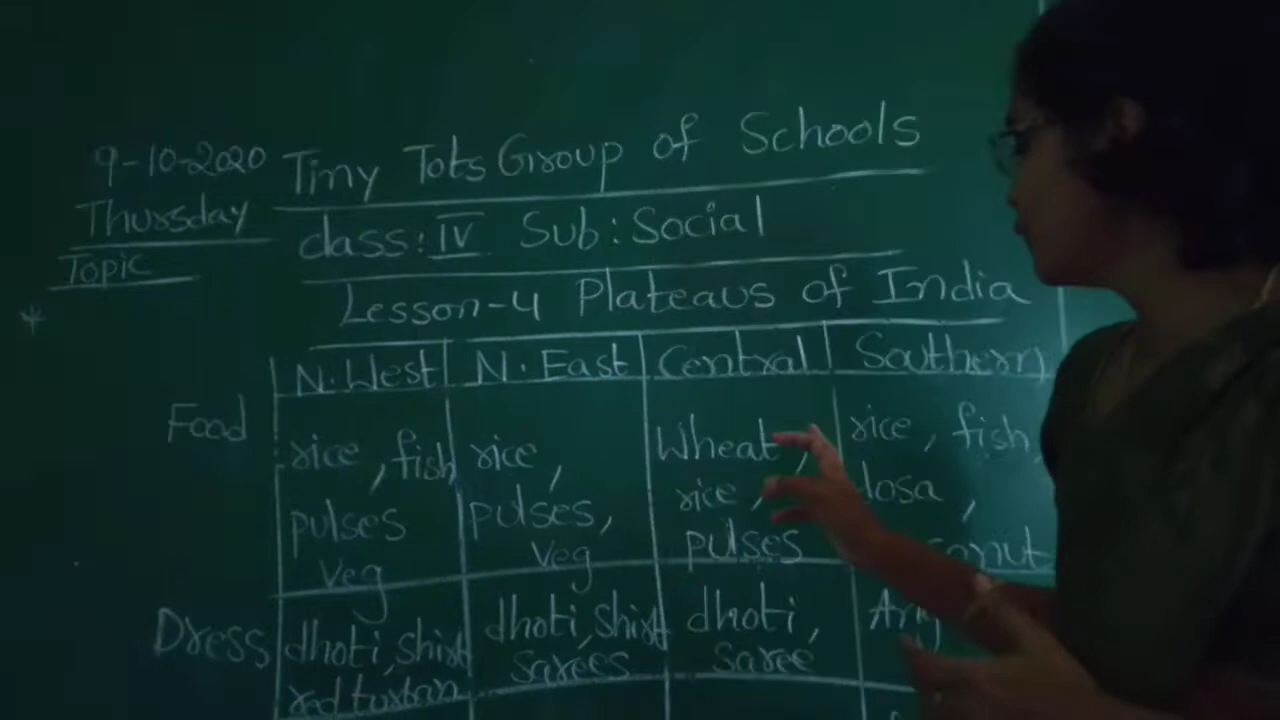 9-10-2020 Tiny Tots Group of Schools
Thursday class: IV Sub: Social
Topic
* Lesson-4 Plateaus of India
N. West N. East Central Southern
Food rice, fish rice, Wheat, rice, fish,
pulses pulses, rice, dosa,
veg veg pulses
Dress dhoti, shirt dhoti, shirt dhoti,
red turban sarees saree